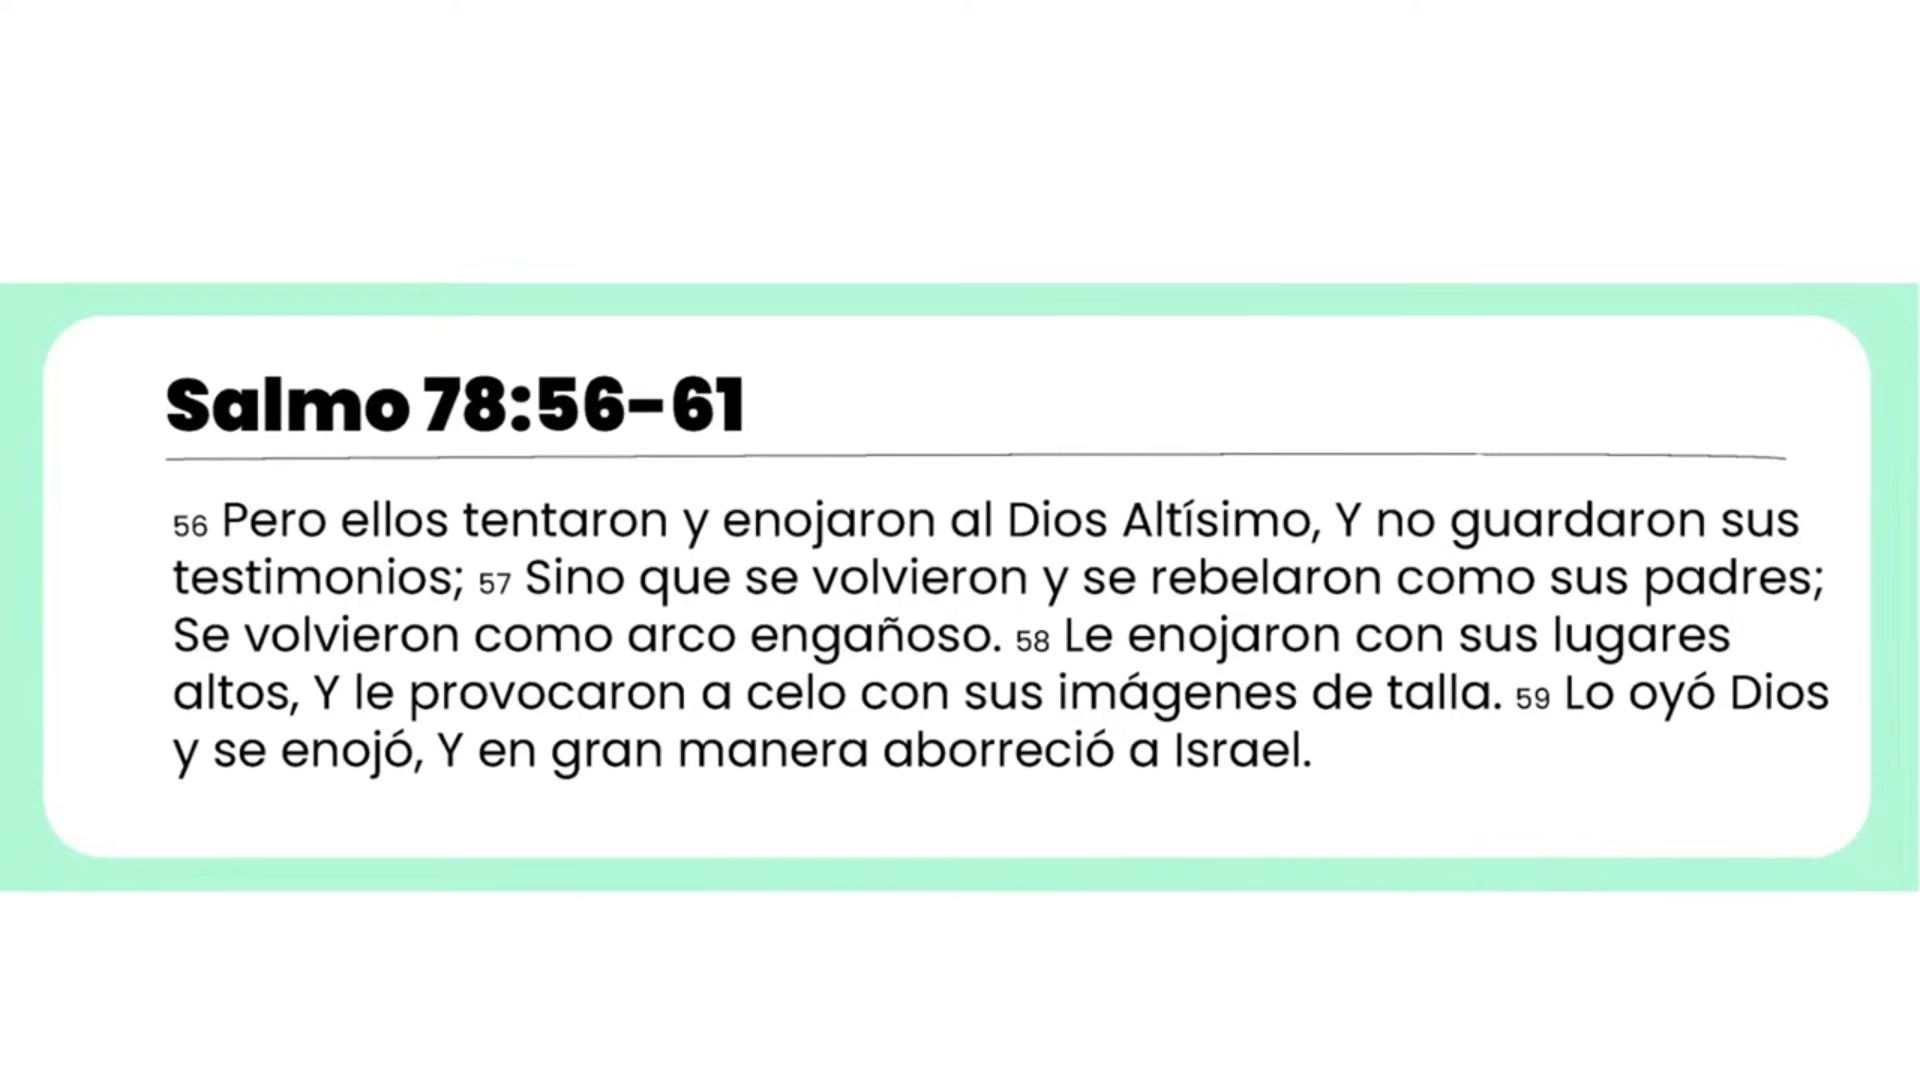 Salmo 78:56-61
56 Pero ellos tentaron y enojaron al Dios Altísimo, Y no guardaron sus
testimonios; 57 Sino que se volvieron y se rebelaron como sus padres;
Se volvieron como arco engañoso. 58 Le enojaron con sus lugares
altos, Y le provocaron a celo con sus imágenes de talla. 59 Lo oyó Dios
y se enojó, Y en gran manera aborreció a Israel.